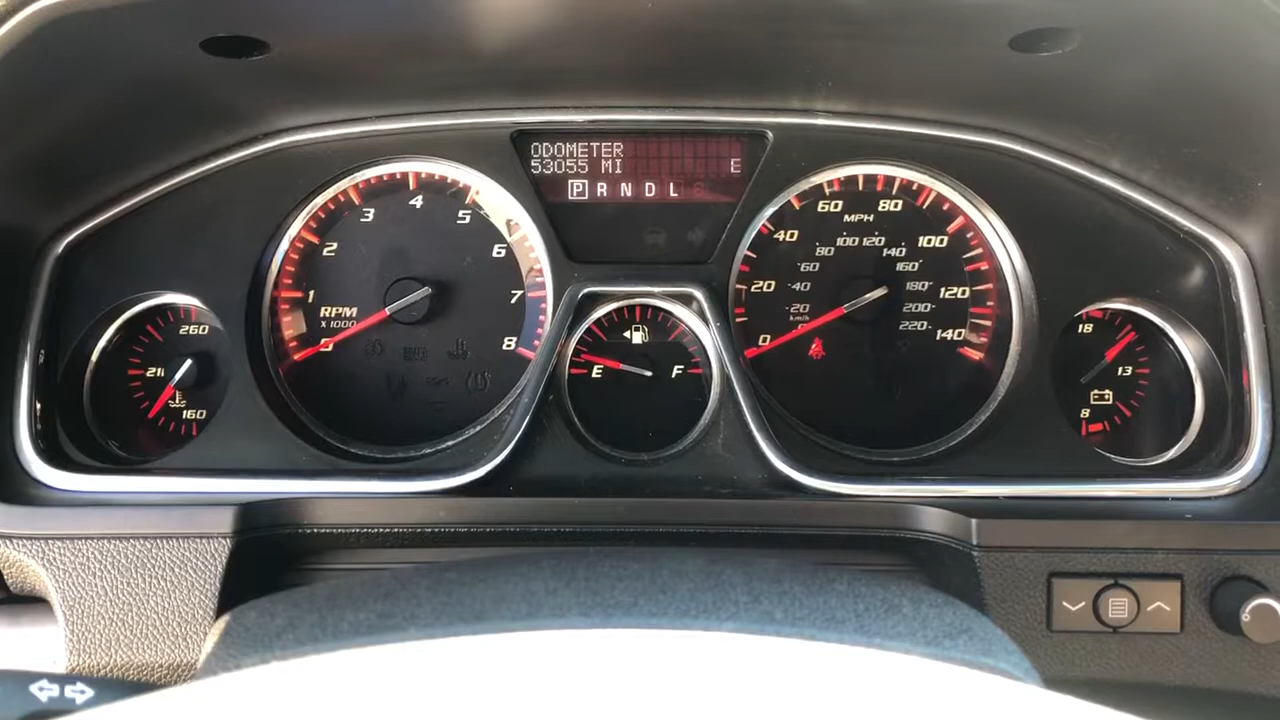 ODOMETER
53055 MI E
P R N D L
0 1 2 3 4 5 6 7 8
RPM
X 1000
0 20 40 60 80 100 120 140
MPH
20 40 60 80 100 120 140 160 180 200 220
km/h
260
211
160
E F
18
13
8